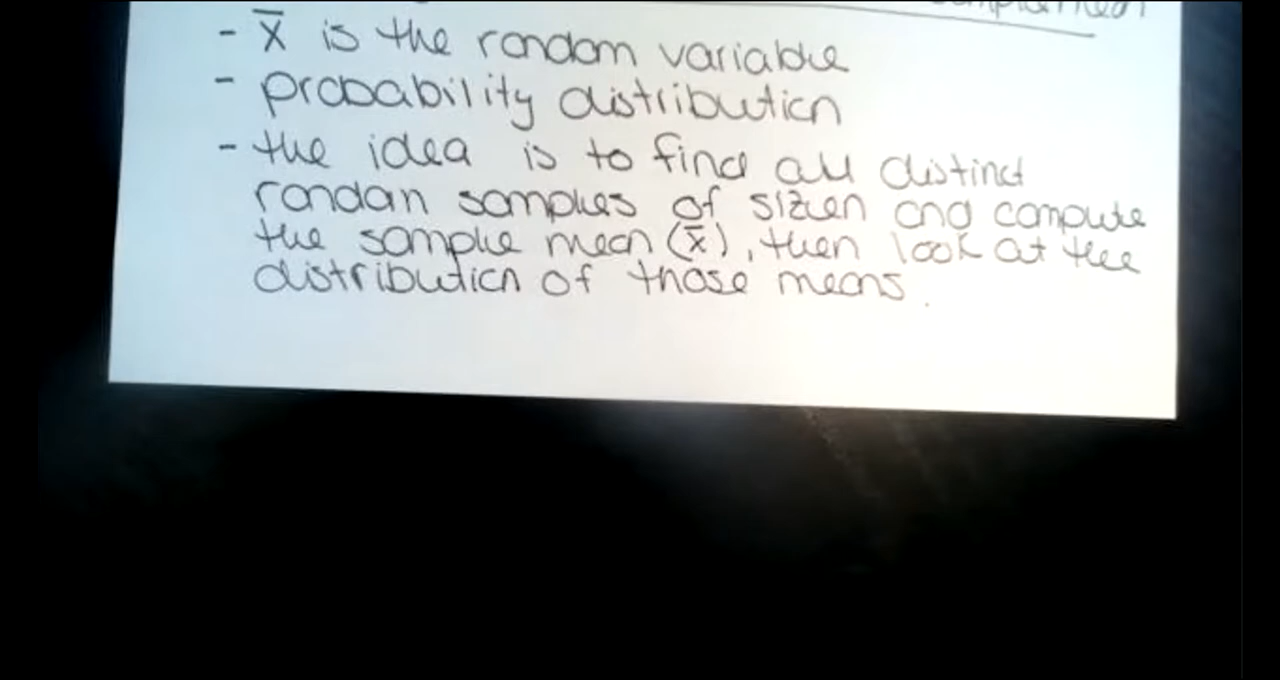 - x̄ is the random variable
- probability distribution
- the idea is to find all distinct
random samples of size n and compute
the sample mean (x̄), then look at the
distribution of those means.